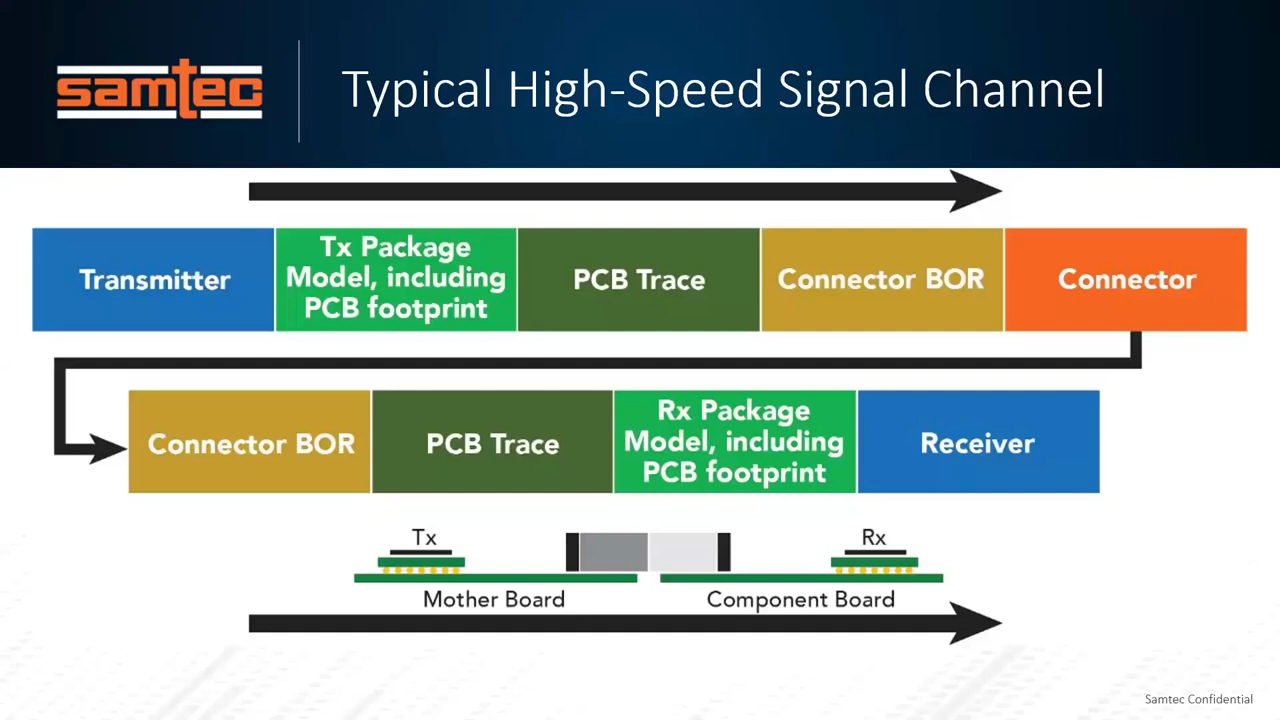 samtec
Typical High-Speed Signal Channel
Transmitter
Tx Package
Model, including
PCB footprint
PCB Trace
Connector BOR
Connector
Connector BOR
PCB Trace
Rx Package
Model, including
PCB footprint
Receiver
Tx
Rx
Mother Board
Component Board
Samtec Confidential